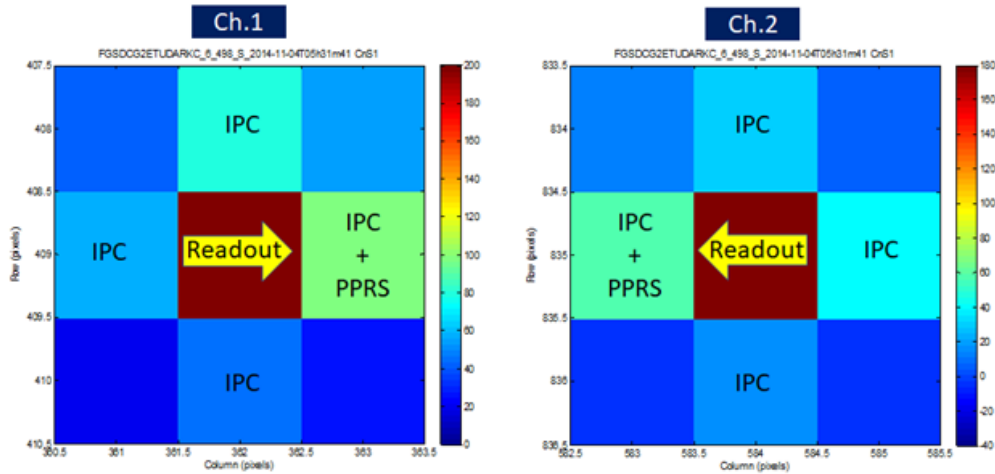 Ch.1
FGSDCG2ETUDARKC_6_498_S_2014-11-04T05h31m41 CnS1
407.5
408
408.5
409
409.5
410
410.5
Row (pixels)
IPC
IPC
Readout
IPC
+
PPRS
IPC
360.5 361 361.5 362 362.5 363 363.5
Column (pixels)
200
180
160
140
120
100
80
60
40
20
0
Ch.2
FGSDCG2ETUDARKC_6_498_S_2014-11-04T05h31m41 CnS1
833.5
834
834.5
835
835.5
836
836.5
Row (pixels)
IPC
IPC
+
PPRS
Readout
IPC
IPC
582.5 583 583.5 584 584.5 585 585.5
Column (pixels)
180
160
140
120
100
80
60
40
20
0
-20
-40